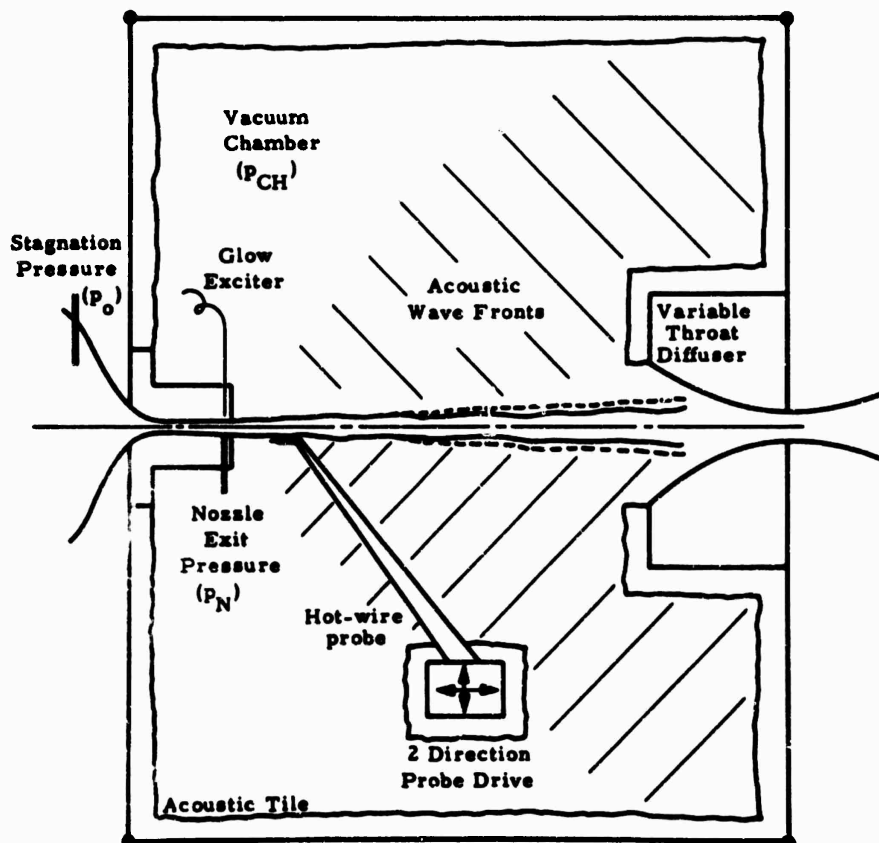 Vacuum
Chamber
(p_CH)
Stagnation
Pressure
(p_o)
Glow
Exciter
Acoustic
Wave Fronts
Variable
Throat
Diffuser
Nozzle
Exit
Pressure
(p_N)
Hot-wire
probe
2 Direction
Probe Drive
Acoustic Tile